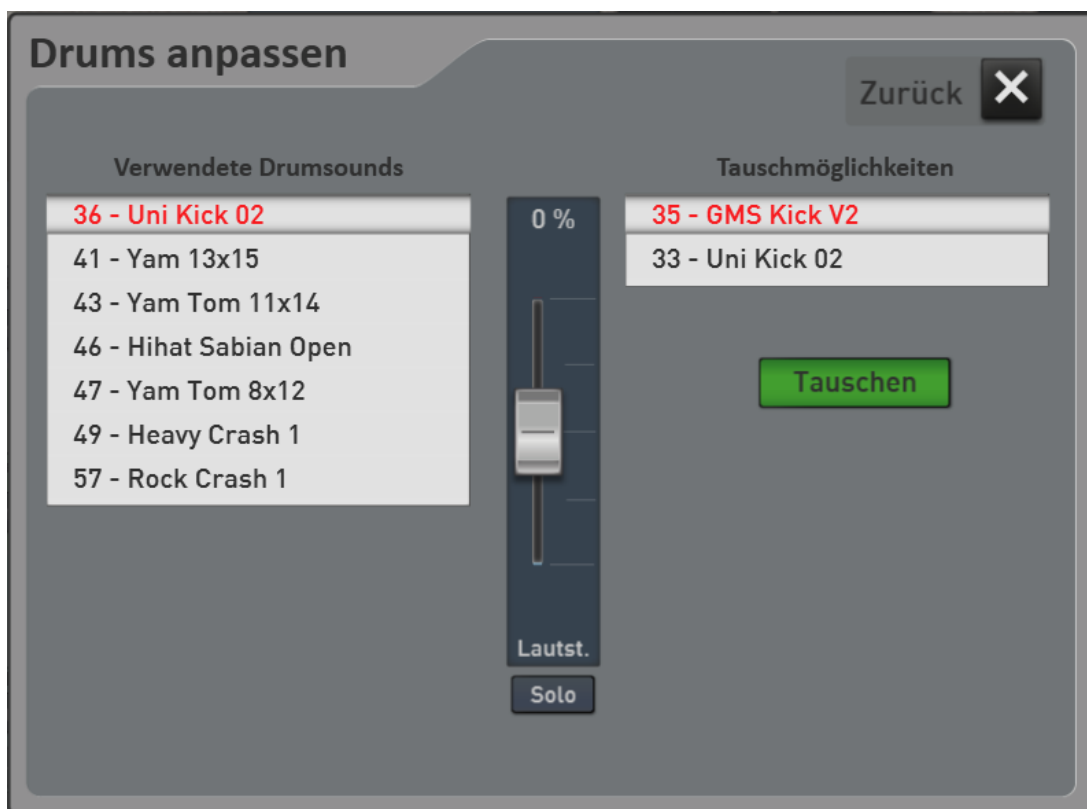 Drums anpassen
Zurück
Verwendete Drumsounds
36 - Uni Kick 02
41 - Yam 13x15
43 - Yam Tom 11x14
46 - Hihat Sabian Open
47 - Yam Tom 8x12
49 - Heavy Crash 1
57 - Rock Crash 1
0 %
Lautst.
Solo
Tauschmöglichkeiten
35 - GMS Kick V2
33 - Uni Kick 02
Tauschen